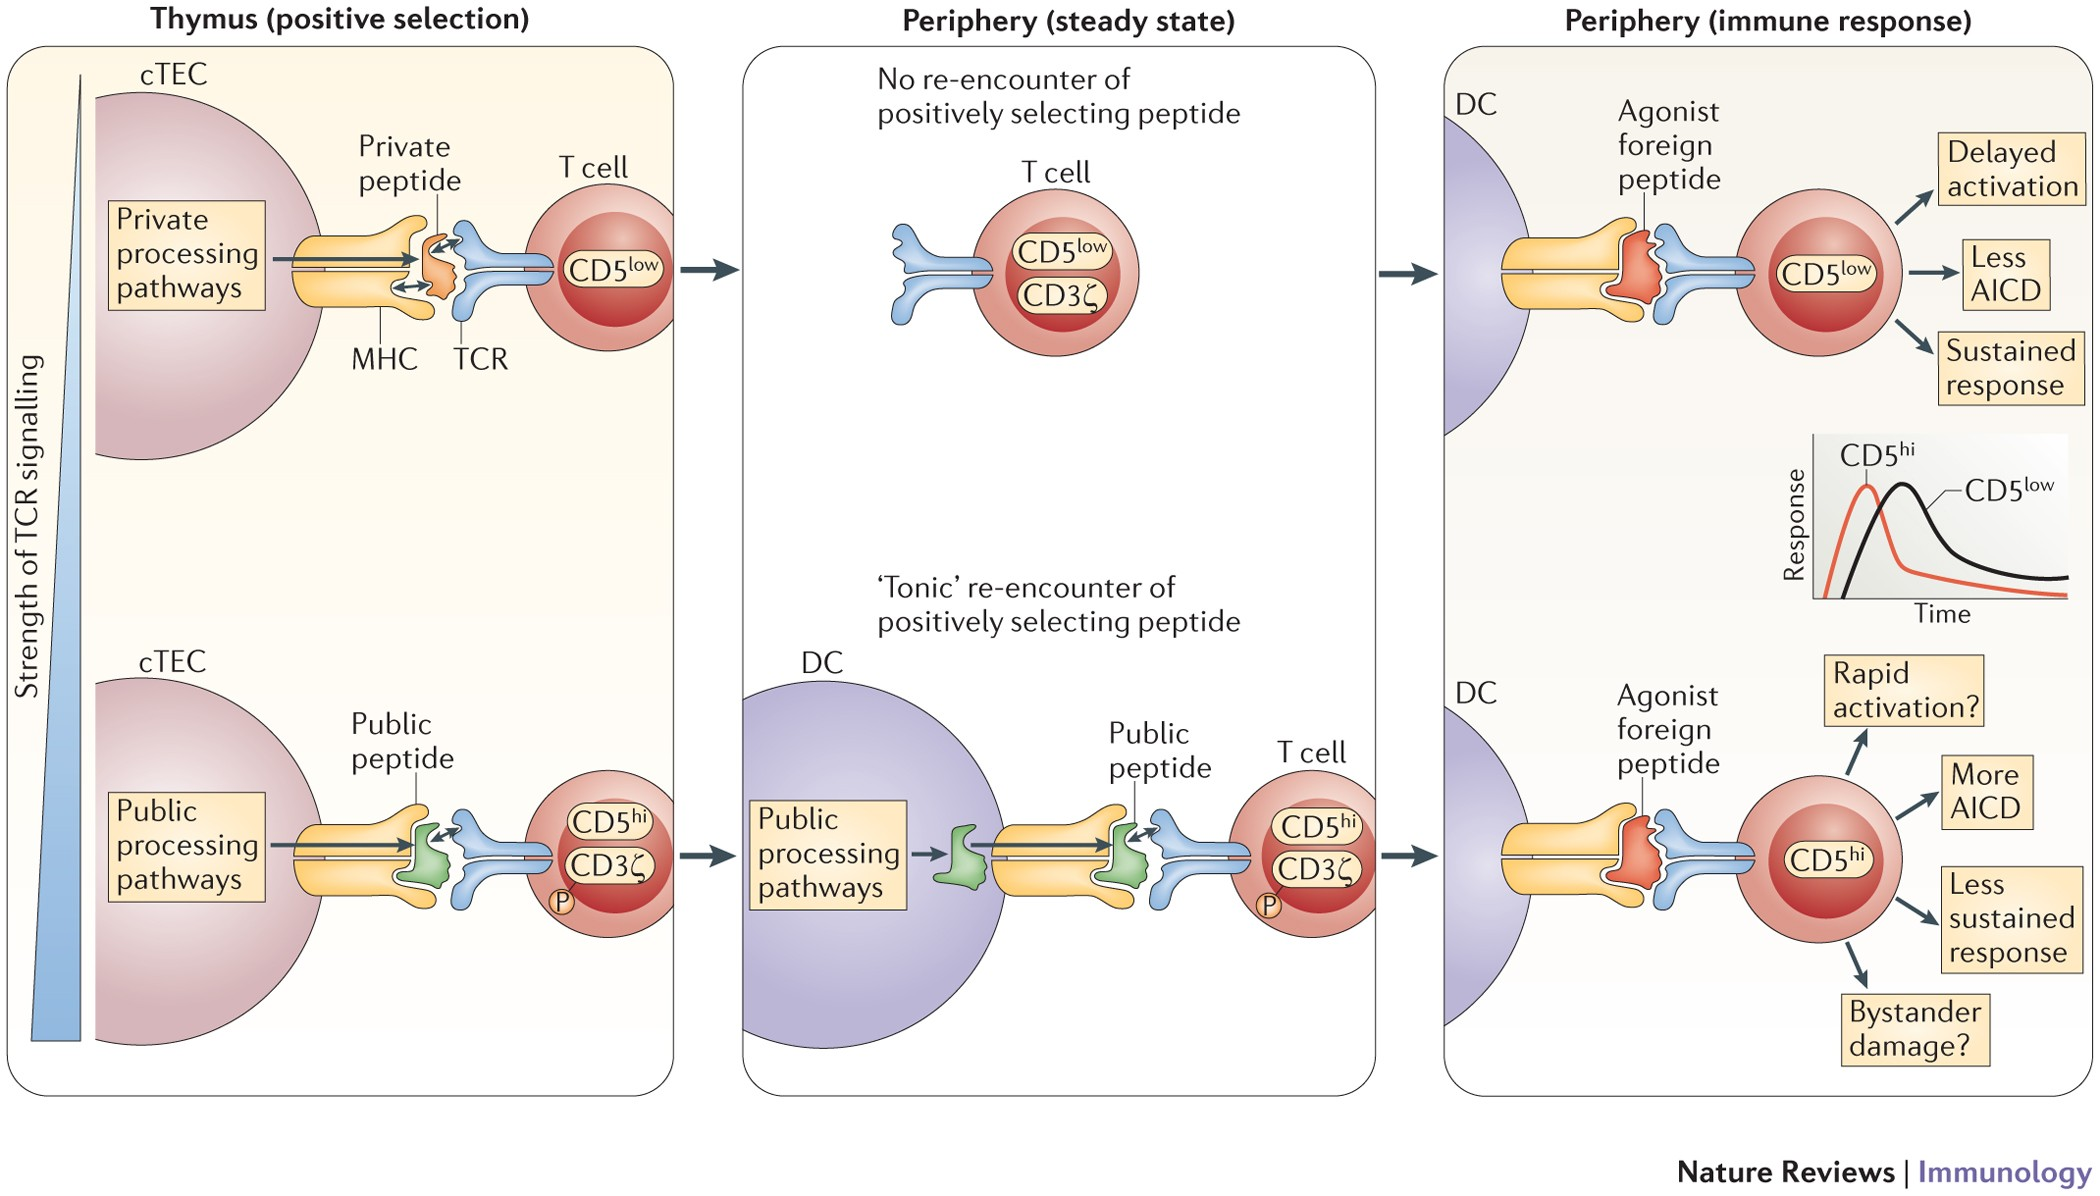 Thymus (positive selection)
Strength of TCR signalling
cTEC
Private
peptide
T cell
Private
processing
pathways
CD5low
MHC
TCR
cTEC
Public
peptide
Public
processing
pathways
CD5hi
CD3ζ
P
Periphery (steady state)
No re-encounter of
positively selecting peptide
T cell
CD5low
CD3ζ
‘Tonic’ re-encounter of
positively selecting peptide
DC
Public
peptide
T cell
Public
processing
pathways
CD5hi
CD3ζ
P
Periphery (immune response)
DC
Agonist
foreign
peptide
CD5low
Delayed
activation
Less
AICD
Sustained
response
Response
CD5hi
CD5low
Time
DC
Agonist
foreign
peptide
CD5hi
Rapid
activation?
More
AICD
Less
sustained
response
Bystander
damage?
Nature Reviews | Immunology